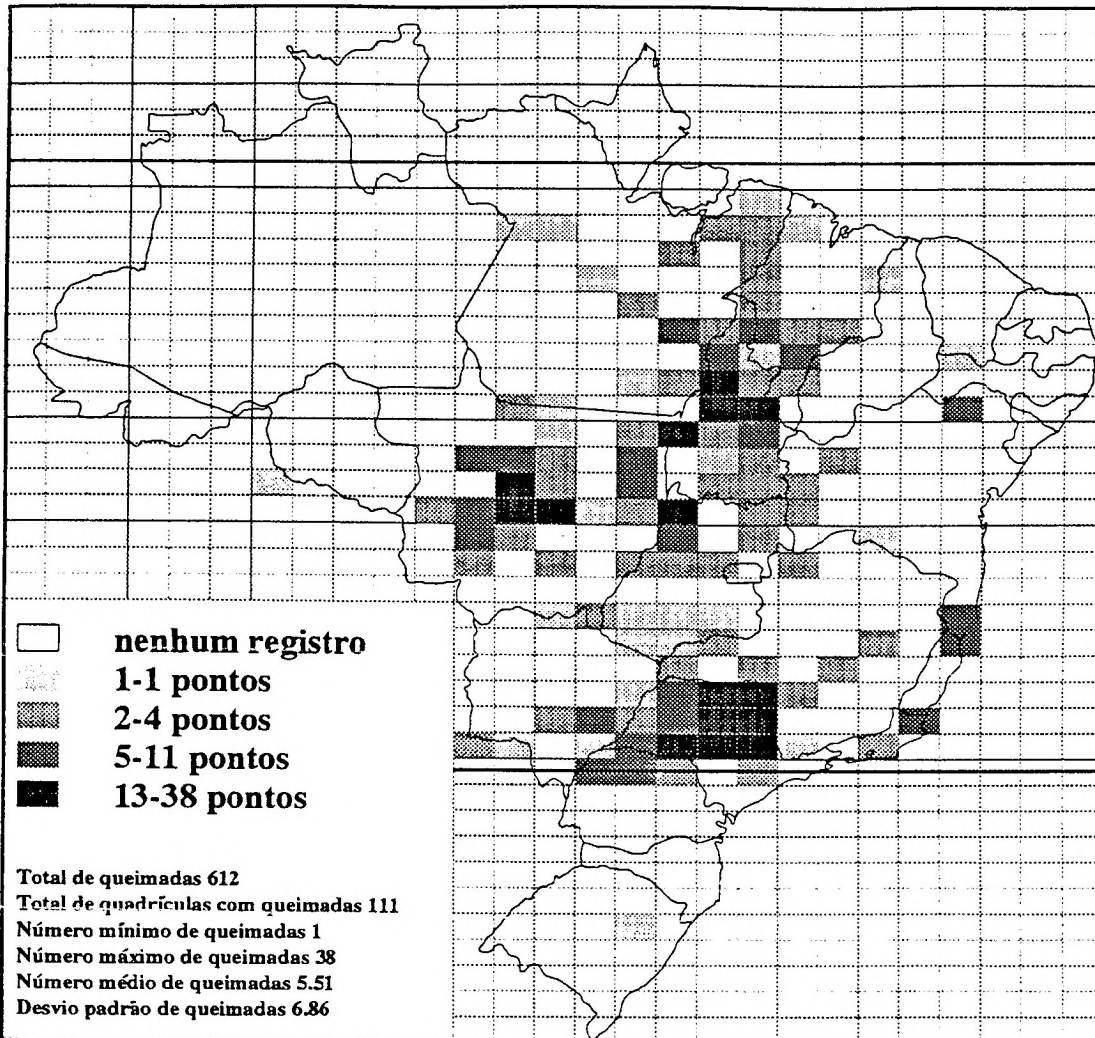 nenhum registro
1-1 pontos
2-4 pontos
5-11 pontos
13-38 pontos
Total de queimadas 612
Total de quadrículas com queimadas 111
Número mínimo de queimadas 1
Número máximo de queimadas 38
Número médio de queimadas 5.51
Desvio padrão de queimadas 6.86